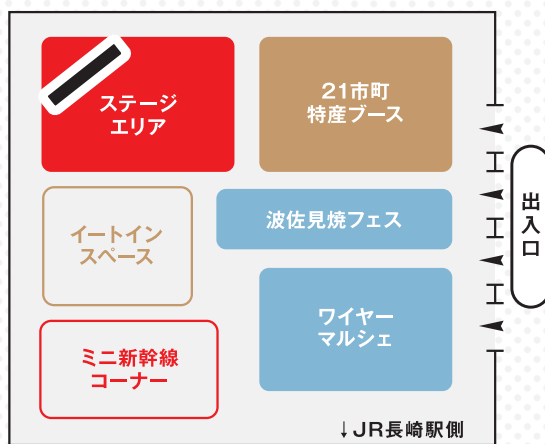 ステージ
エリア
21市町
特産ブース
イートイン
スペース
波佐見焼フェス
ワイヤー
マルシェ
ミニ新幹線
コーナー
出入口
↓JR長崎駅側